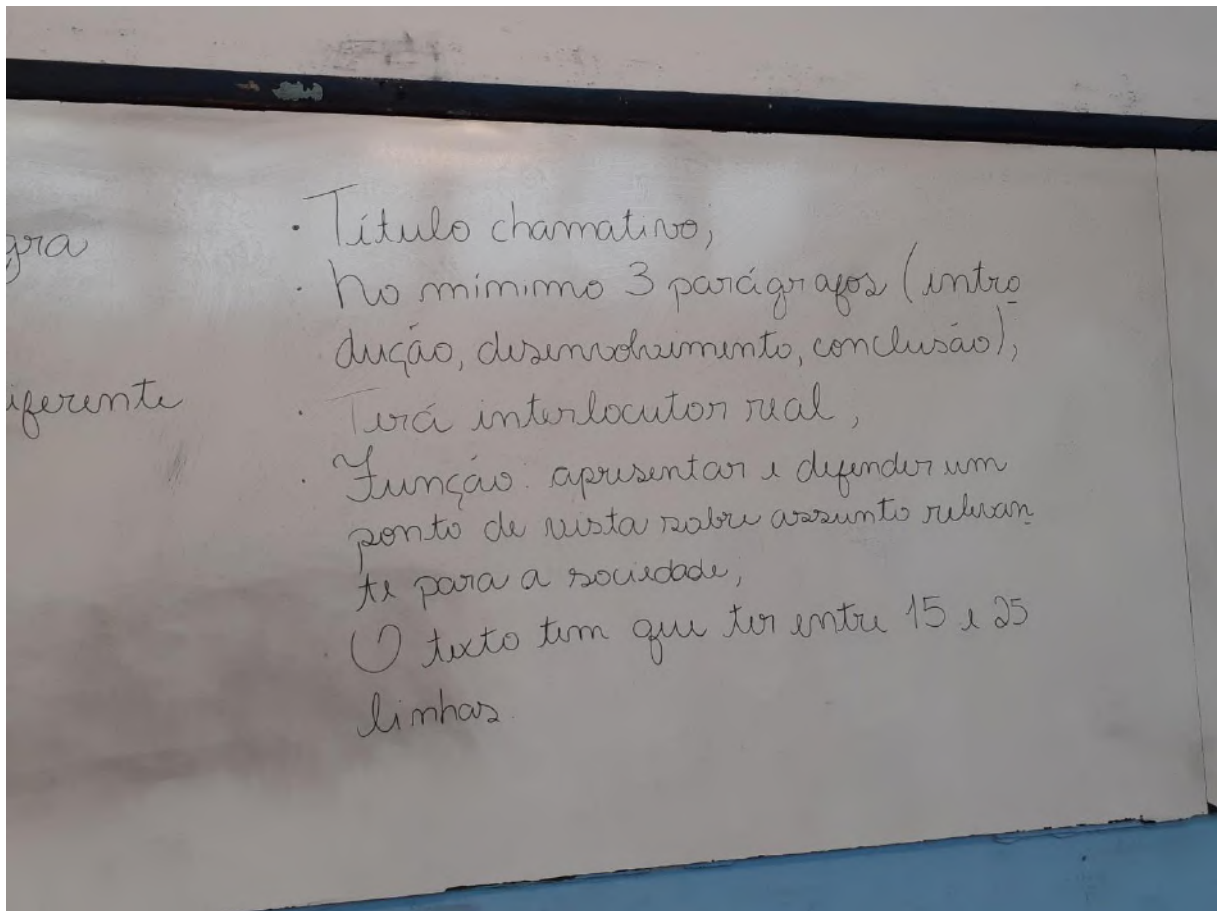 gra
iferente
· Título chamativo;
· No mínimo 3 parágrafos (intro
dução, desenvolvimento, conclusão);
· Terá interlocutor real;
· Função: apresentar e defender um
ponto de vista sobre assunto relevan
te para a sociedade;
O texto tem que ter entre 15 e 25
linhas.